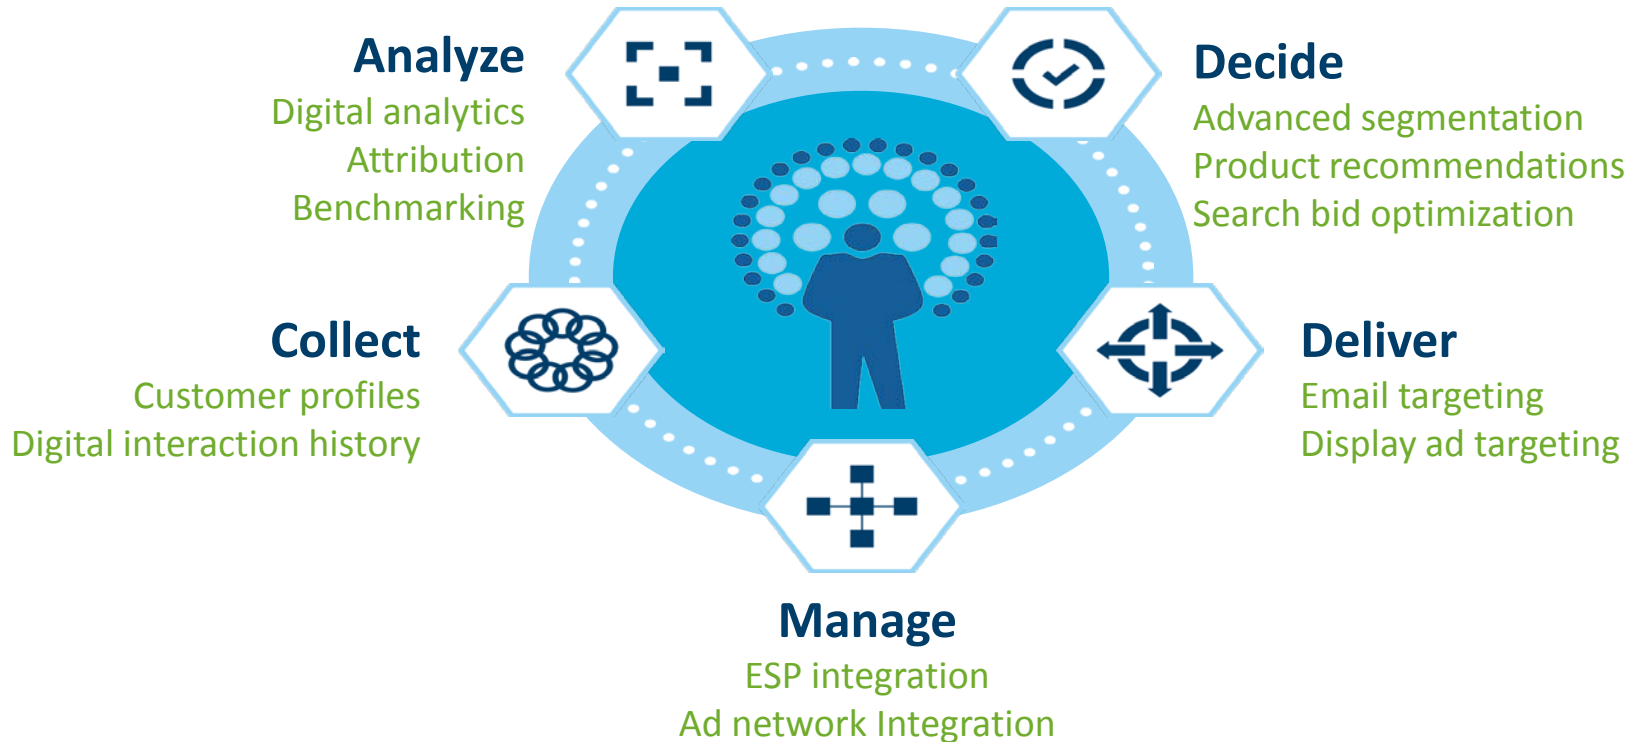 Analyze
Digital analytics
Attribution
Benchmarking
Decide
Advanced segmentation
Product recommendations
Search bid optimization
Collect
Customer profiles
Digital interaction history
Deliver
Email targeting
Display ad targeting
Manage
ESP integration
Ad network Integration